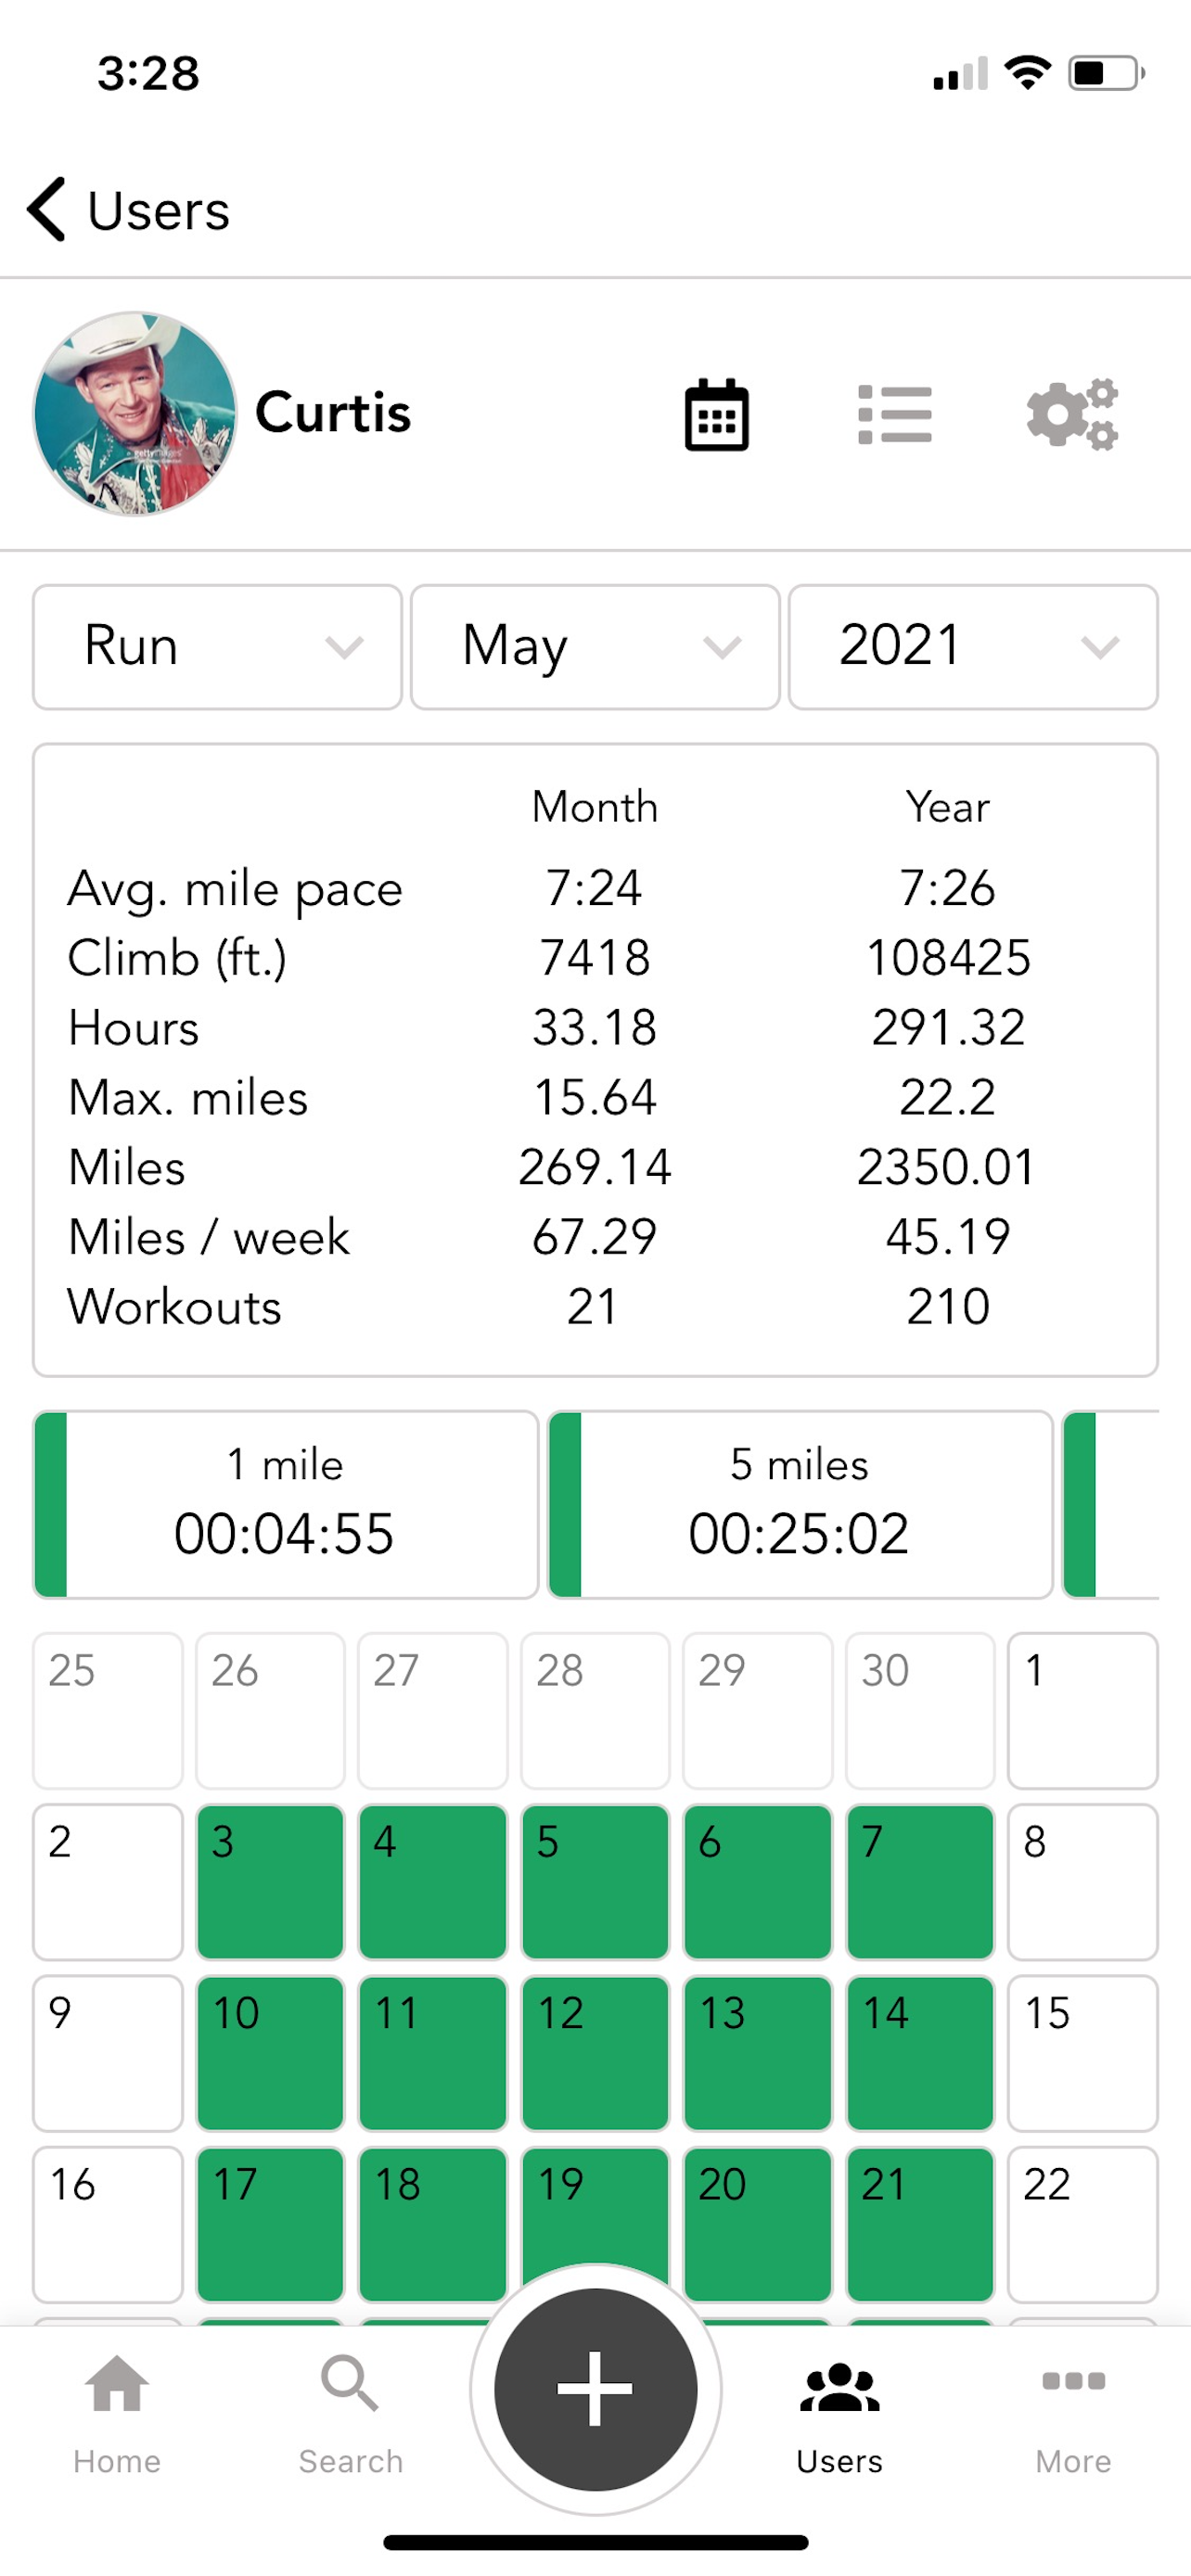 3:28
Users
gettyimages
Curtis
Run May 2021
Month Year
Avg. mile pace 7:24 7:26
Climb (ft.) 7418 108425
Hours 33.18 291.32
Max. miles 15.64 22.2
Miles 269.14 2350.01
Miles / week 67.29 45.19
Workouts 21 210
1 mile 5 miles
00:04:55 00:25:02
25 26 27 28 29 30 1
2 3 4 5 6 7 8
9 10 11 12 13 14 15
16 17 18 19 20 21 22
Home Search Users More